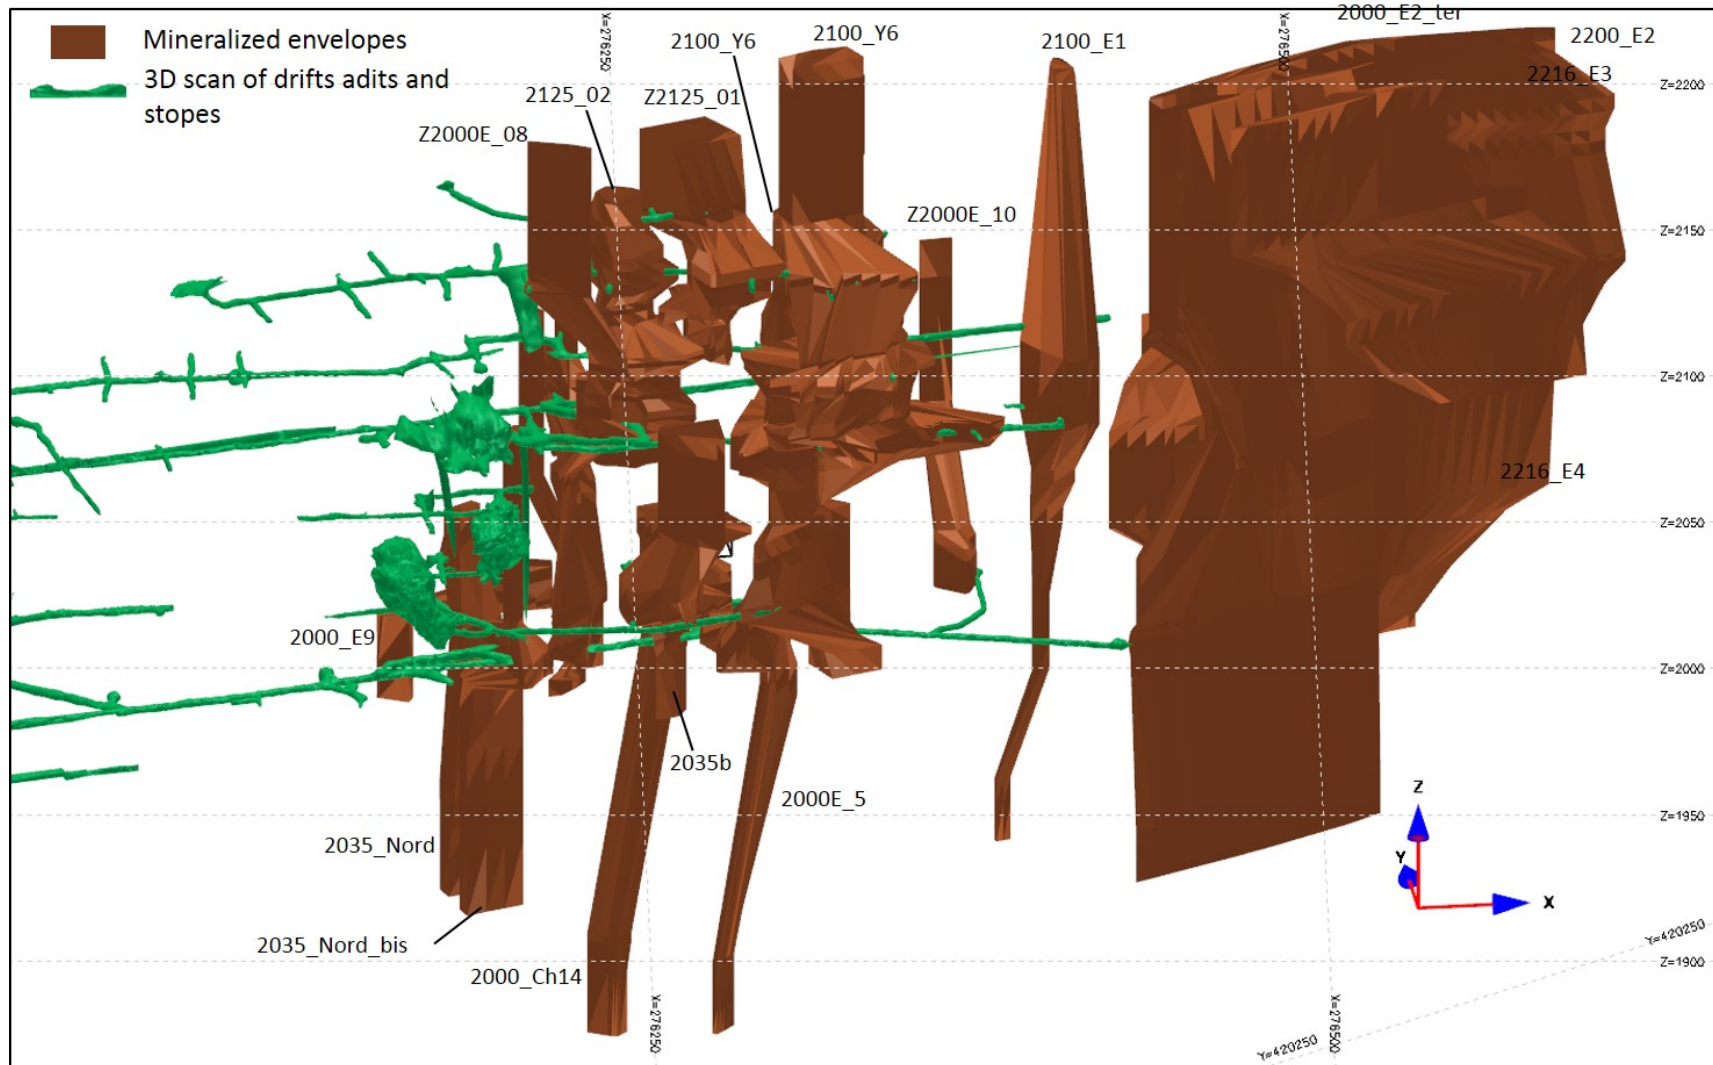 Mineralized envelopes
3D scan of drifts adits and
stopes
X=276250
2100_Y6
2100_Y6
2100_E1
X=276500
2000_E2_ter
2200_E2
2216_E3
Z=2200
2125_02
Z2125_01
Z2000E_08
Z2000E_10
Z=2150
Z=2100
2216_E4
Z=2050
2000_E9
Z=2000
2035b
2000E_5
Z=1950
2035_Nord
2035_Nord_bis
2000_Ch14
Z
Y
X
Y=420250
Z=1900
X=276250
X=276500
Y=420250